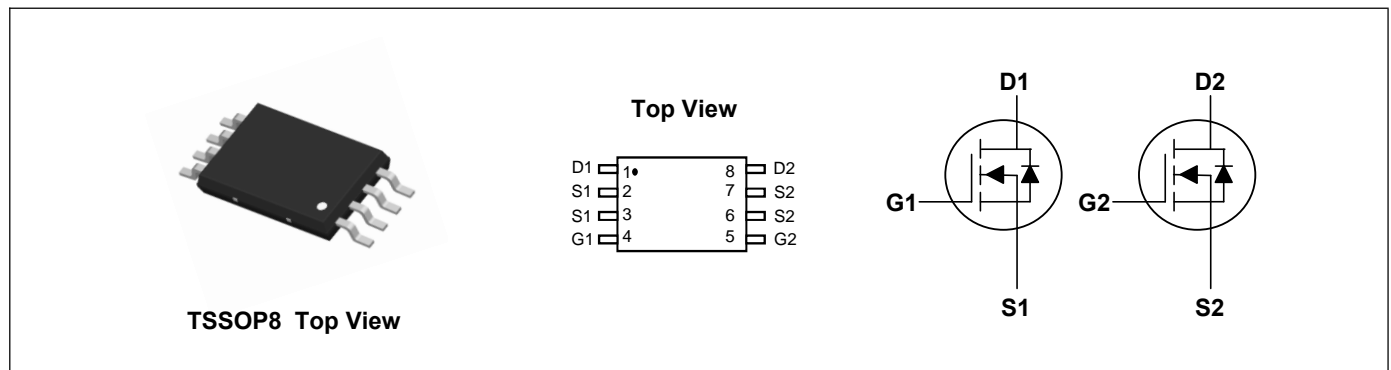 TSSOP8 Top View
Top View
D1 1 8 D2
S1 2 7 S2
S1 3 6 S2
G1 4 5 G2
D1 D2
G1 G2
S1 S2